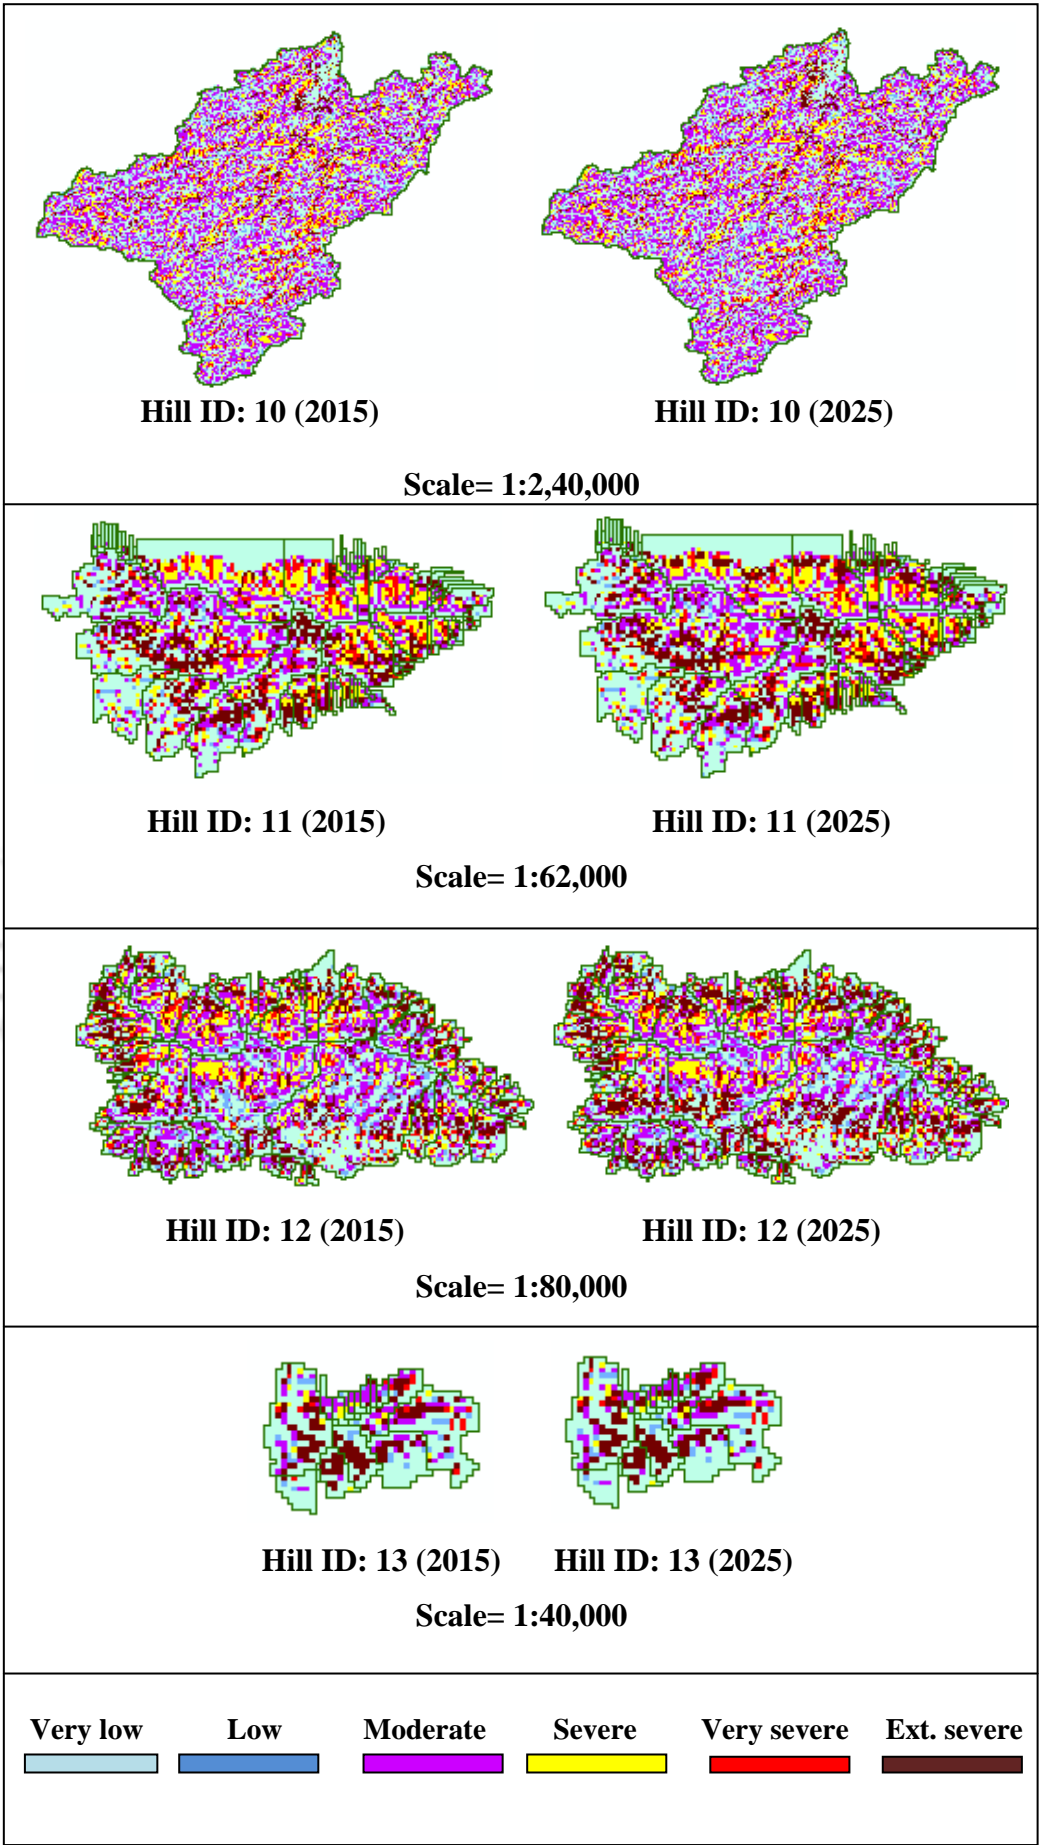 Hill ID: 10 (2015) Hill ID: 10 (2025)
Scale= 1:2,40,000
Hill ID: 11 (2015) Hill ID: 11 (2025)
Scale= 1:62,000
Hill ID: 12 (2015) Hill ID: 12 (2025)
Scale= 1:80,000
Hill ID: 13 (2015) Hill ID: 13 (2025)
Scale= 1:40,000
Very low Low Moderate Severe Very severe Ext. severe